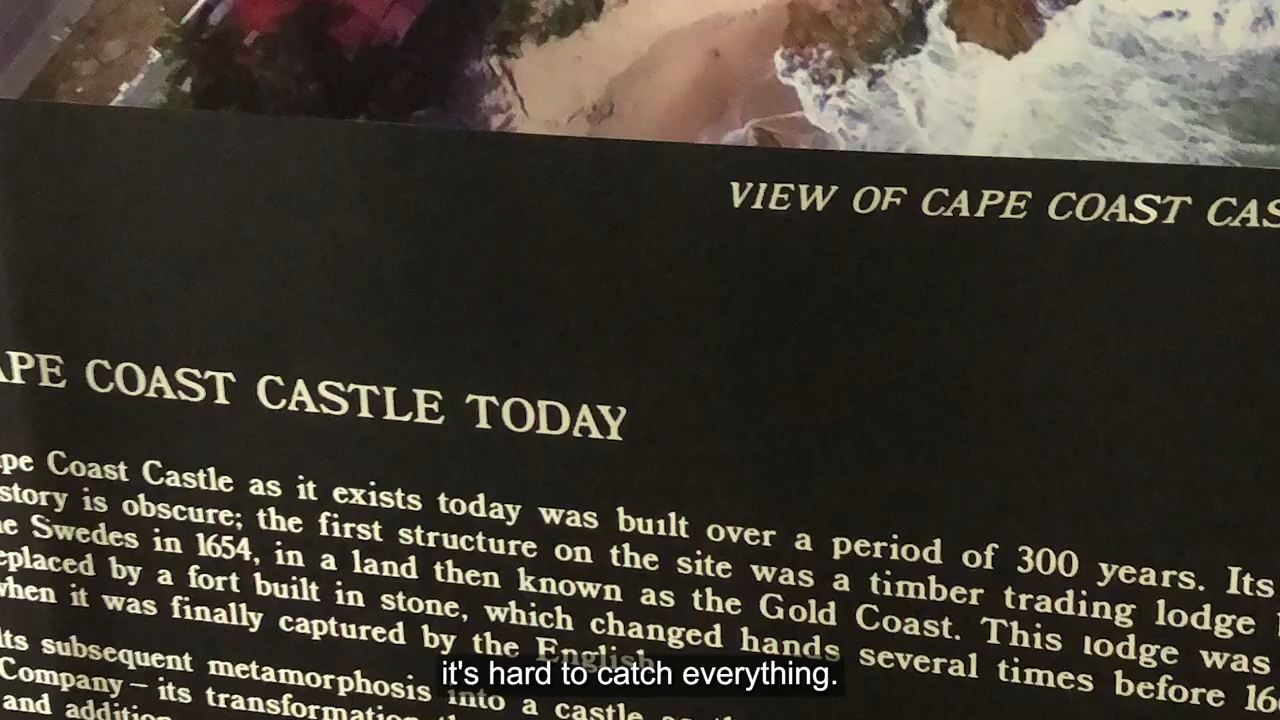 VIEW OF CAPE COAST CAS
APE COAST CASTLE TODAY
pe Coast Castle as it exists today was built over a period of 300 years. Its
story is obscure; the first structure on the site was a timber trading lodge
e Swedes in 1654, in a land then known as the Gold Coast. This lodge was
eplaced by a fort built in stone, which changed hands several times before 16
when it was finally captured by the English.
Its subsequent metamorphosis into a castle
Company – its transformation
and addition
it's hard to catch everything.